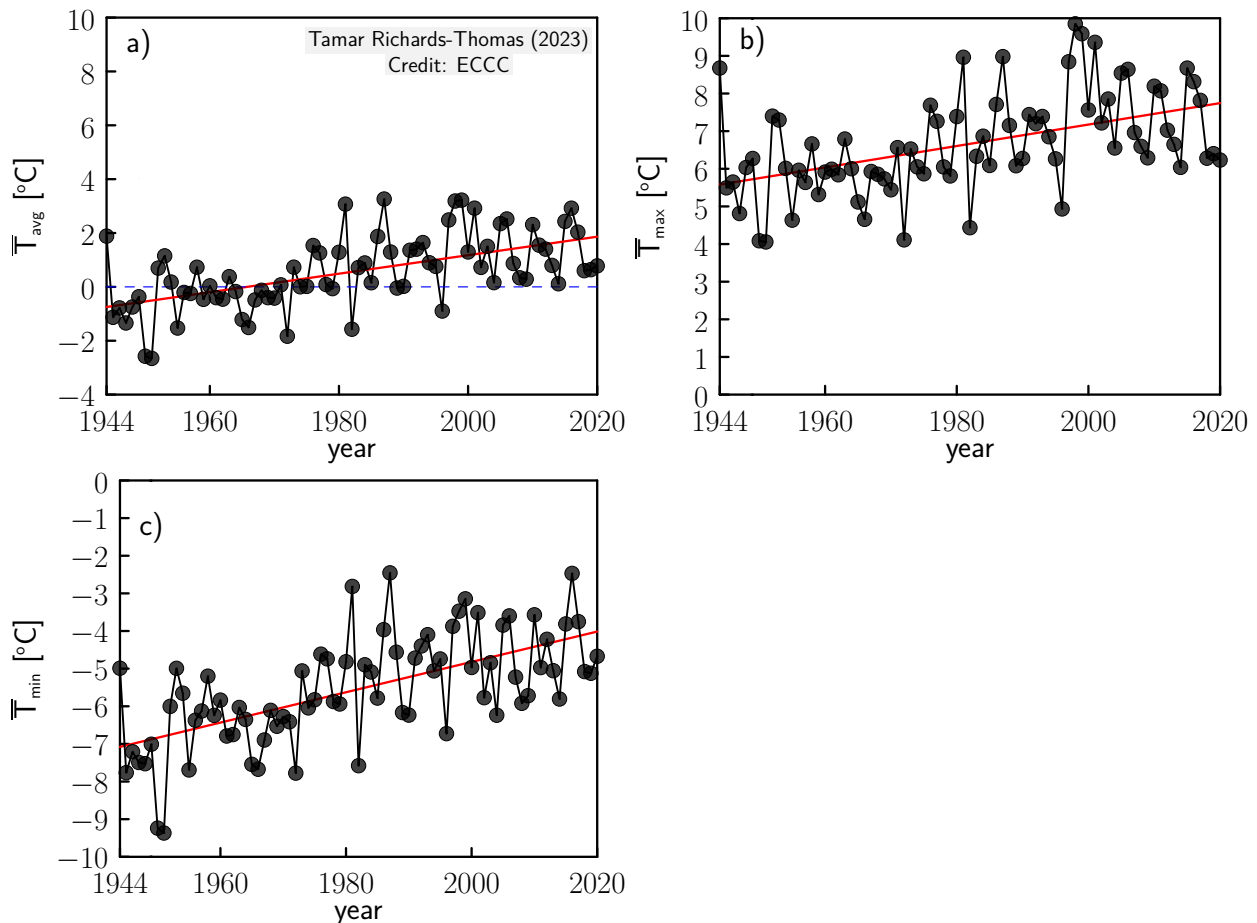 a)
Tamar Richards-Thomas (2023)
Credit: ECCC
10
8
6
4
2
0
−2
−4
T̿avg [°C]
1944 1960 1980 2000 2020
year
b)
10
9
8
7
6
5
4
3
2
1
0
T̿max [°C]
1944 1960 1980 2000 2020
year
c)
0
−1
−2
−3
−4
−5
−6
−7
−8
−9
−10
T̿min [°C]
1944 1960 1980 2000 2020
year